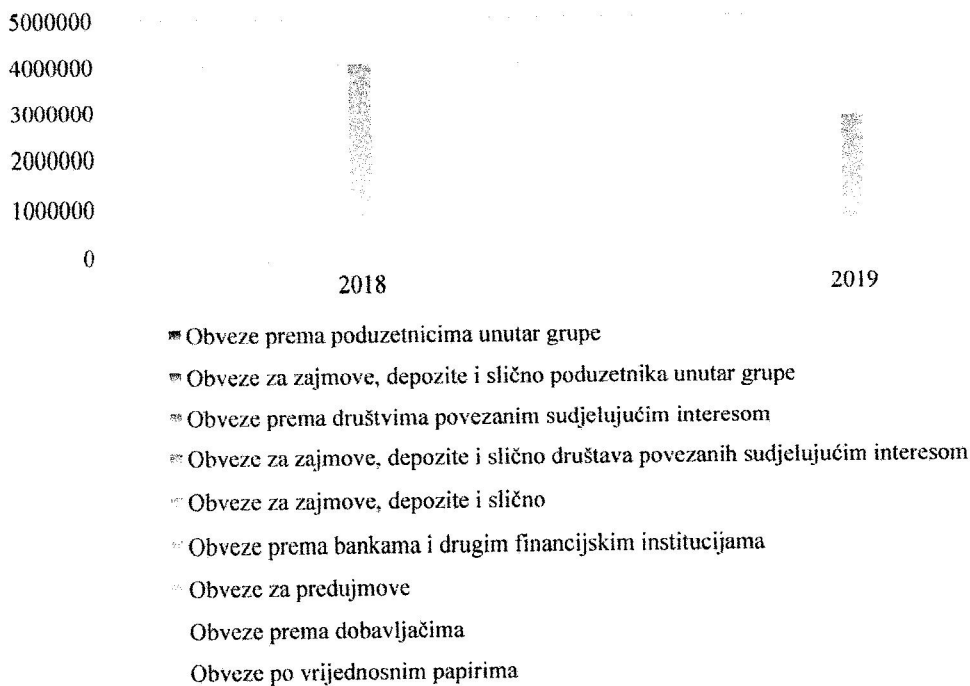 5000000
4000000
3000000
2000000
1000000
0
2018
2019
Obveze prema poduzetnicima unutar grupe
Obveze za zajmove, depozite i slično poduzetnika unutar grupe
Obveze prema društvima povezanim sudjelujućim interesom
Obveze za zajmove, depozite i slično društava povezanih sudjelujućim interesom
Obveze za zajmove, depozite i slično
Obveze prema bankama i drugim financijskim institucijama
Obveze za predujmove
Obveze prema dobavljačima
Obveze po vrijednosnim papirima